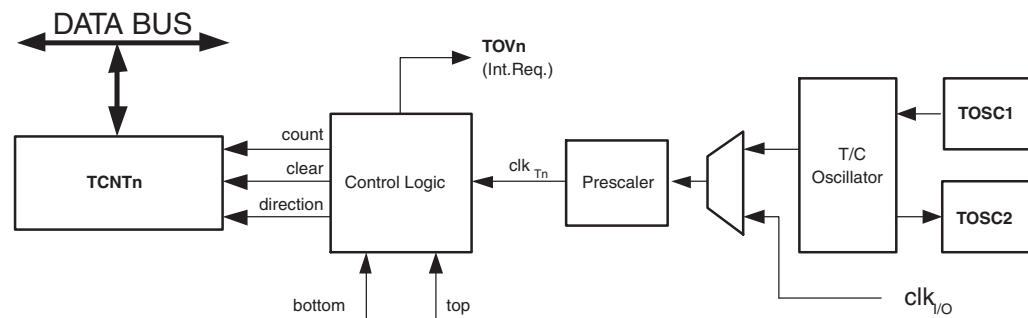 DATA BUS
TOVn
(Int.Req.)
TOSC1
count
T/C
Oscillator
TCNTn
clear
Control Logic
clk Tn
Prescaler
direction
TOSC2
bottom
top
clk I/O